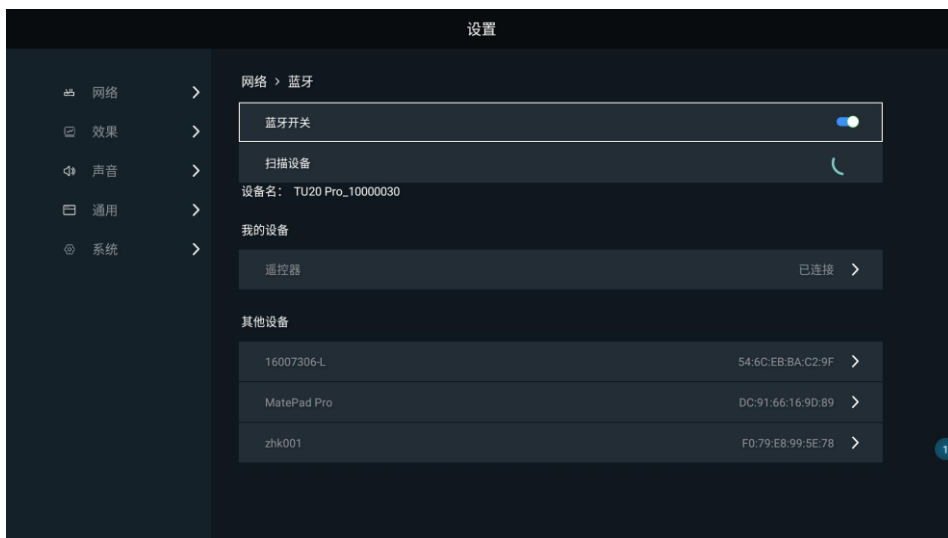 设置
网络
效果
声音
通用
系统
网络 > 蓝牙
蓝牙开关
扫描设备
设备名： TU20 Pro_10000030
我的设备
遥控器 已连接
其他设备
16007306-L 54:6C:EB:BA:C2:9F
MatePad Pro DC:91:66:16:9D:89
zhk001 F0:79:E8:99:5E:78
1